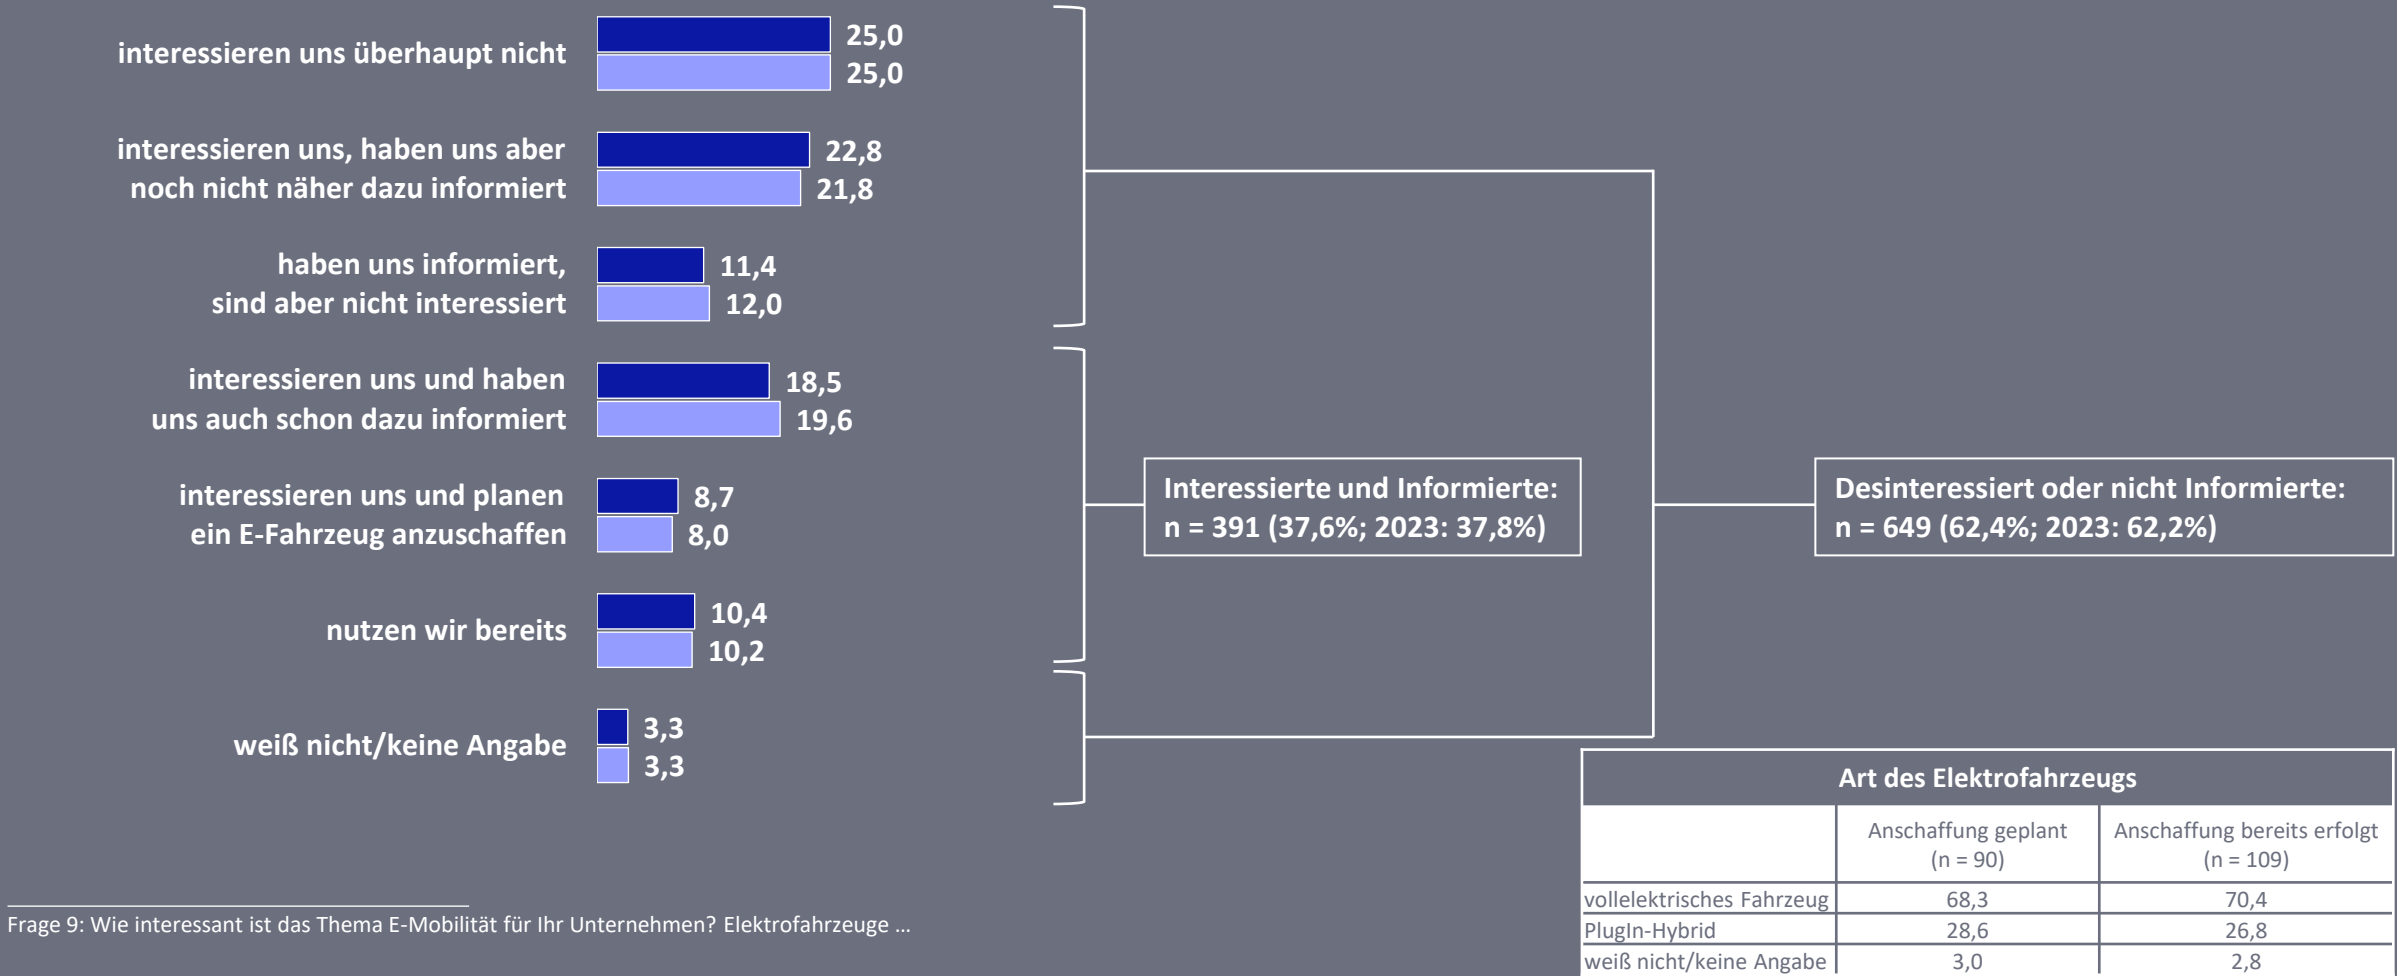 interessieren uns überhaupt nicht
25,0
25,0
interessieren uns, haben uns aber
noch nicht näher dazu informiert
22,8
21,8
haben uns informiert,
sind aber nicht interessiert
11,4
12,0
interessieren uns und haben
uns auch schon dazu informiert
18,5
19,6
interessieren uns und planen
ein E-Fahrzeug anzuschaffen
8,7
8,0
nutzen wir bereits
10,4
10,2
weiß nicht/keine Angabe
3,3
3,3
Interessierte und Informierte:
n = 391 (37,6%; 2023: 37,8%)
Desinteressiert oder nicht Informierte:
n = 649 (62,4%; 2023: 62,2%)
Art des Elektrofahrzeugs
Anschaffung geplant
(n = 90)
Anschaffung bereits erfolgt
(n = 109)
vollelektrisches Fahrzeug 68,3 70,4
PlugIn-Hybrid 28,6 26,8
weiß nicht/keine Angabe 3,0 2,8
Frage 9: Wie interessant ist das Thema E-Mobilität für Ihr Unternehmen? Elektrofahrzeuge ...